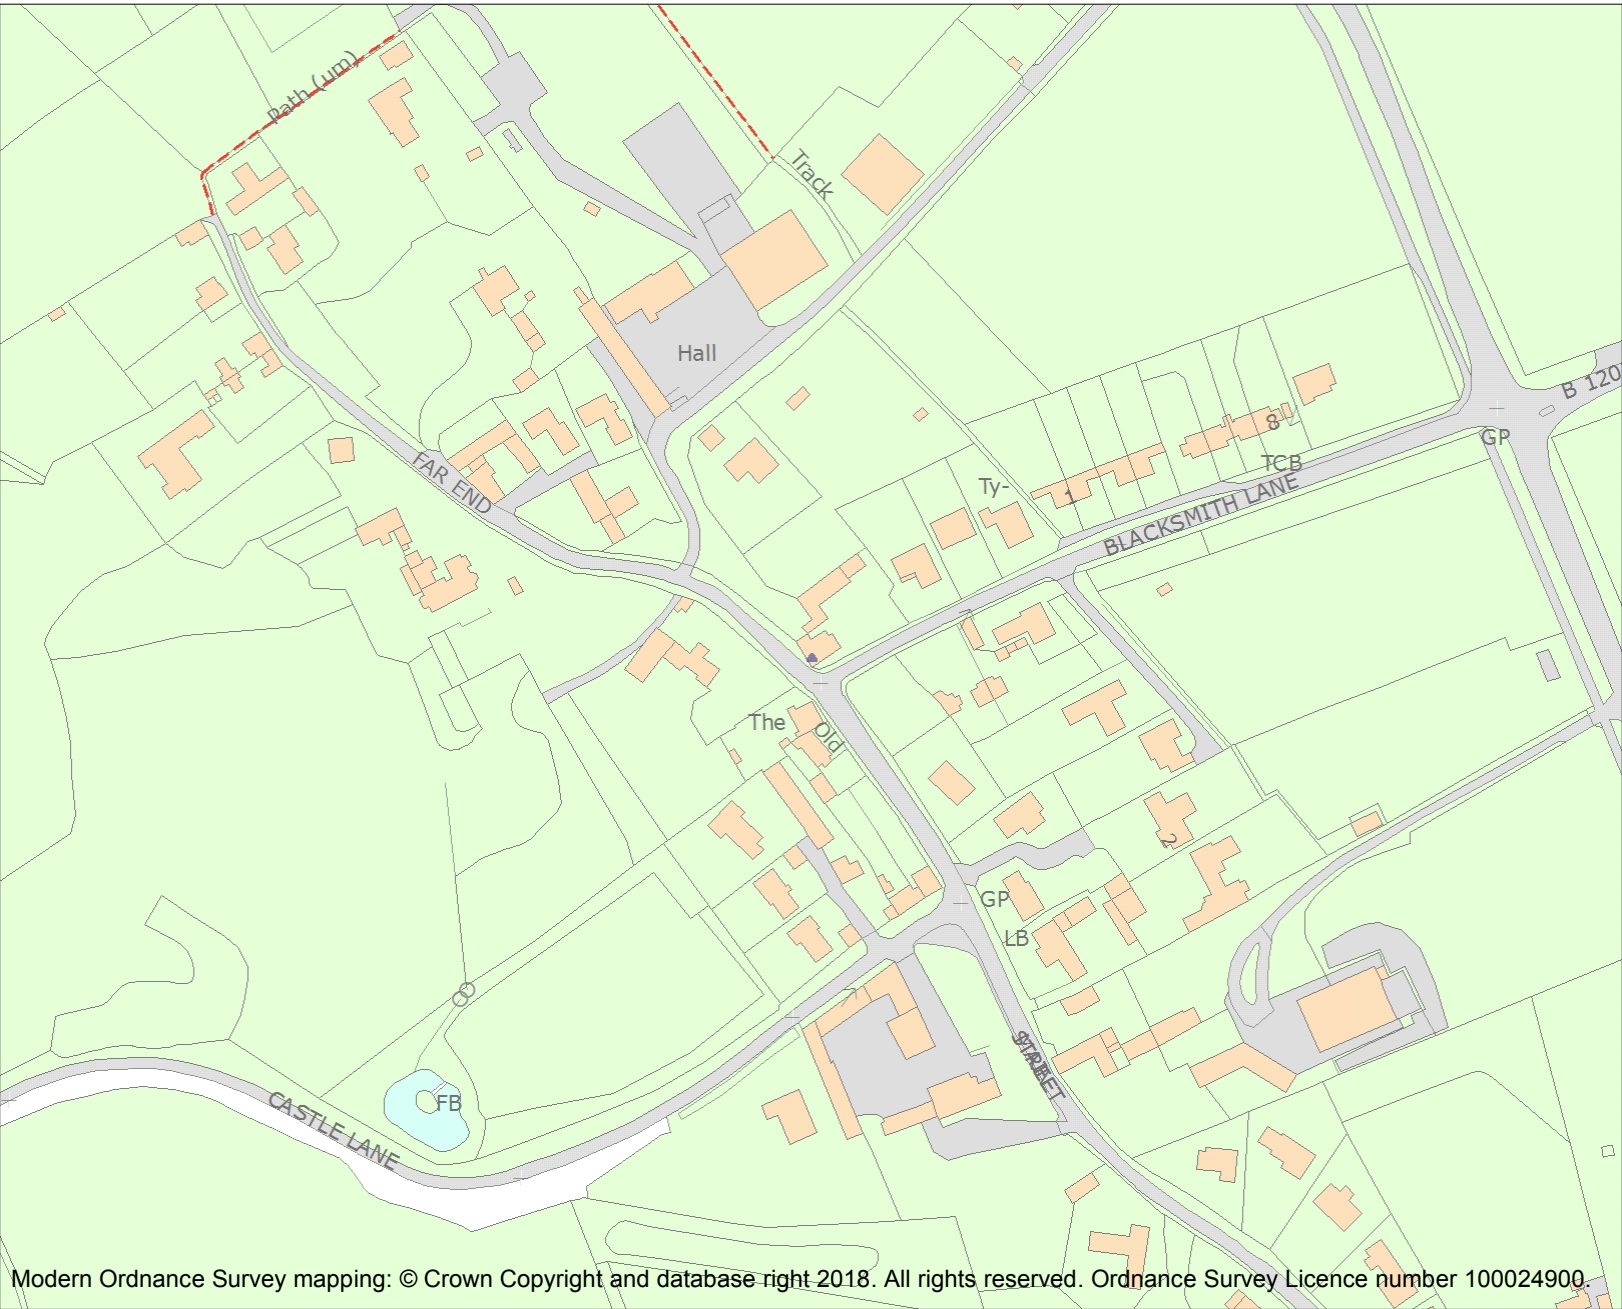 Path (um)
Track
Hall
B 120
GP
8
TCB
FAR END
Ty-
1
BLACKSMITH LANE
The
Old
2
GP
LB
STREET
FB
CASTLE LANE
Modern Ordnance Survey mapping: © Crown Copyright and database right 2018. All rights reserved. Ordnance Survey Licence number 100024900.